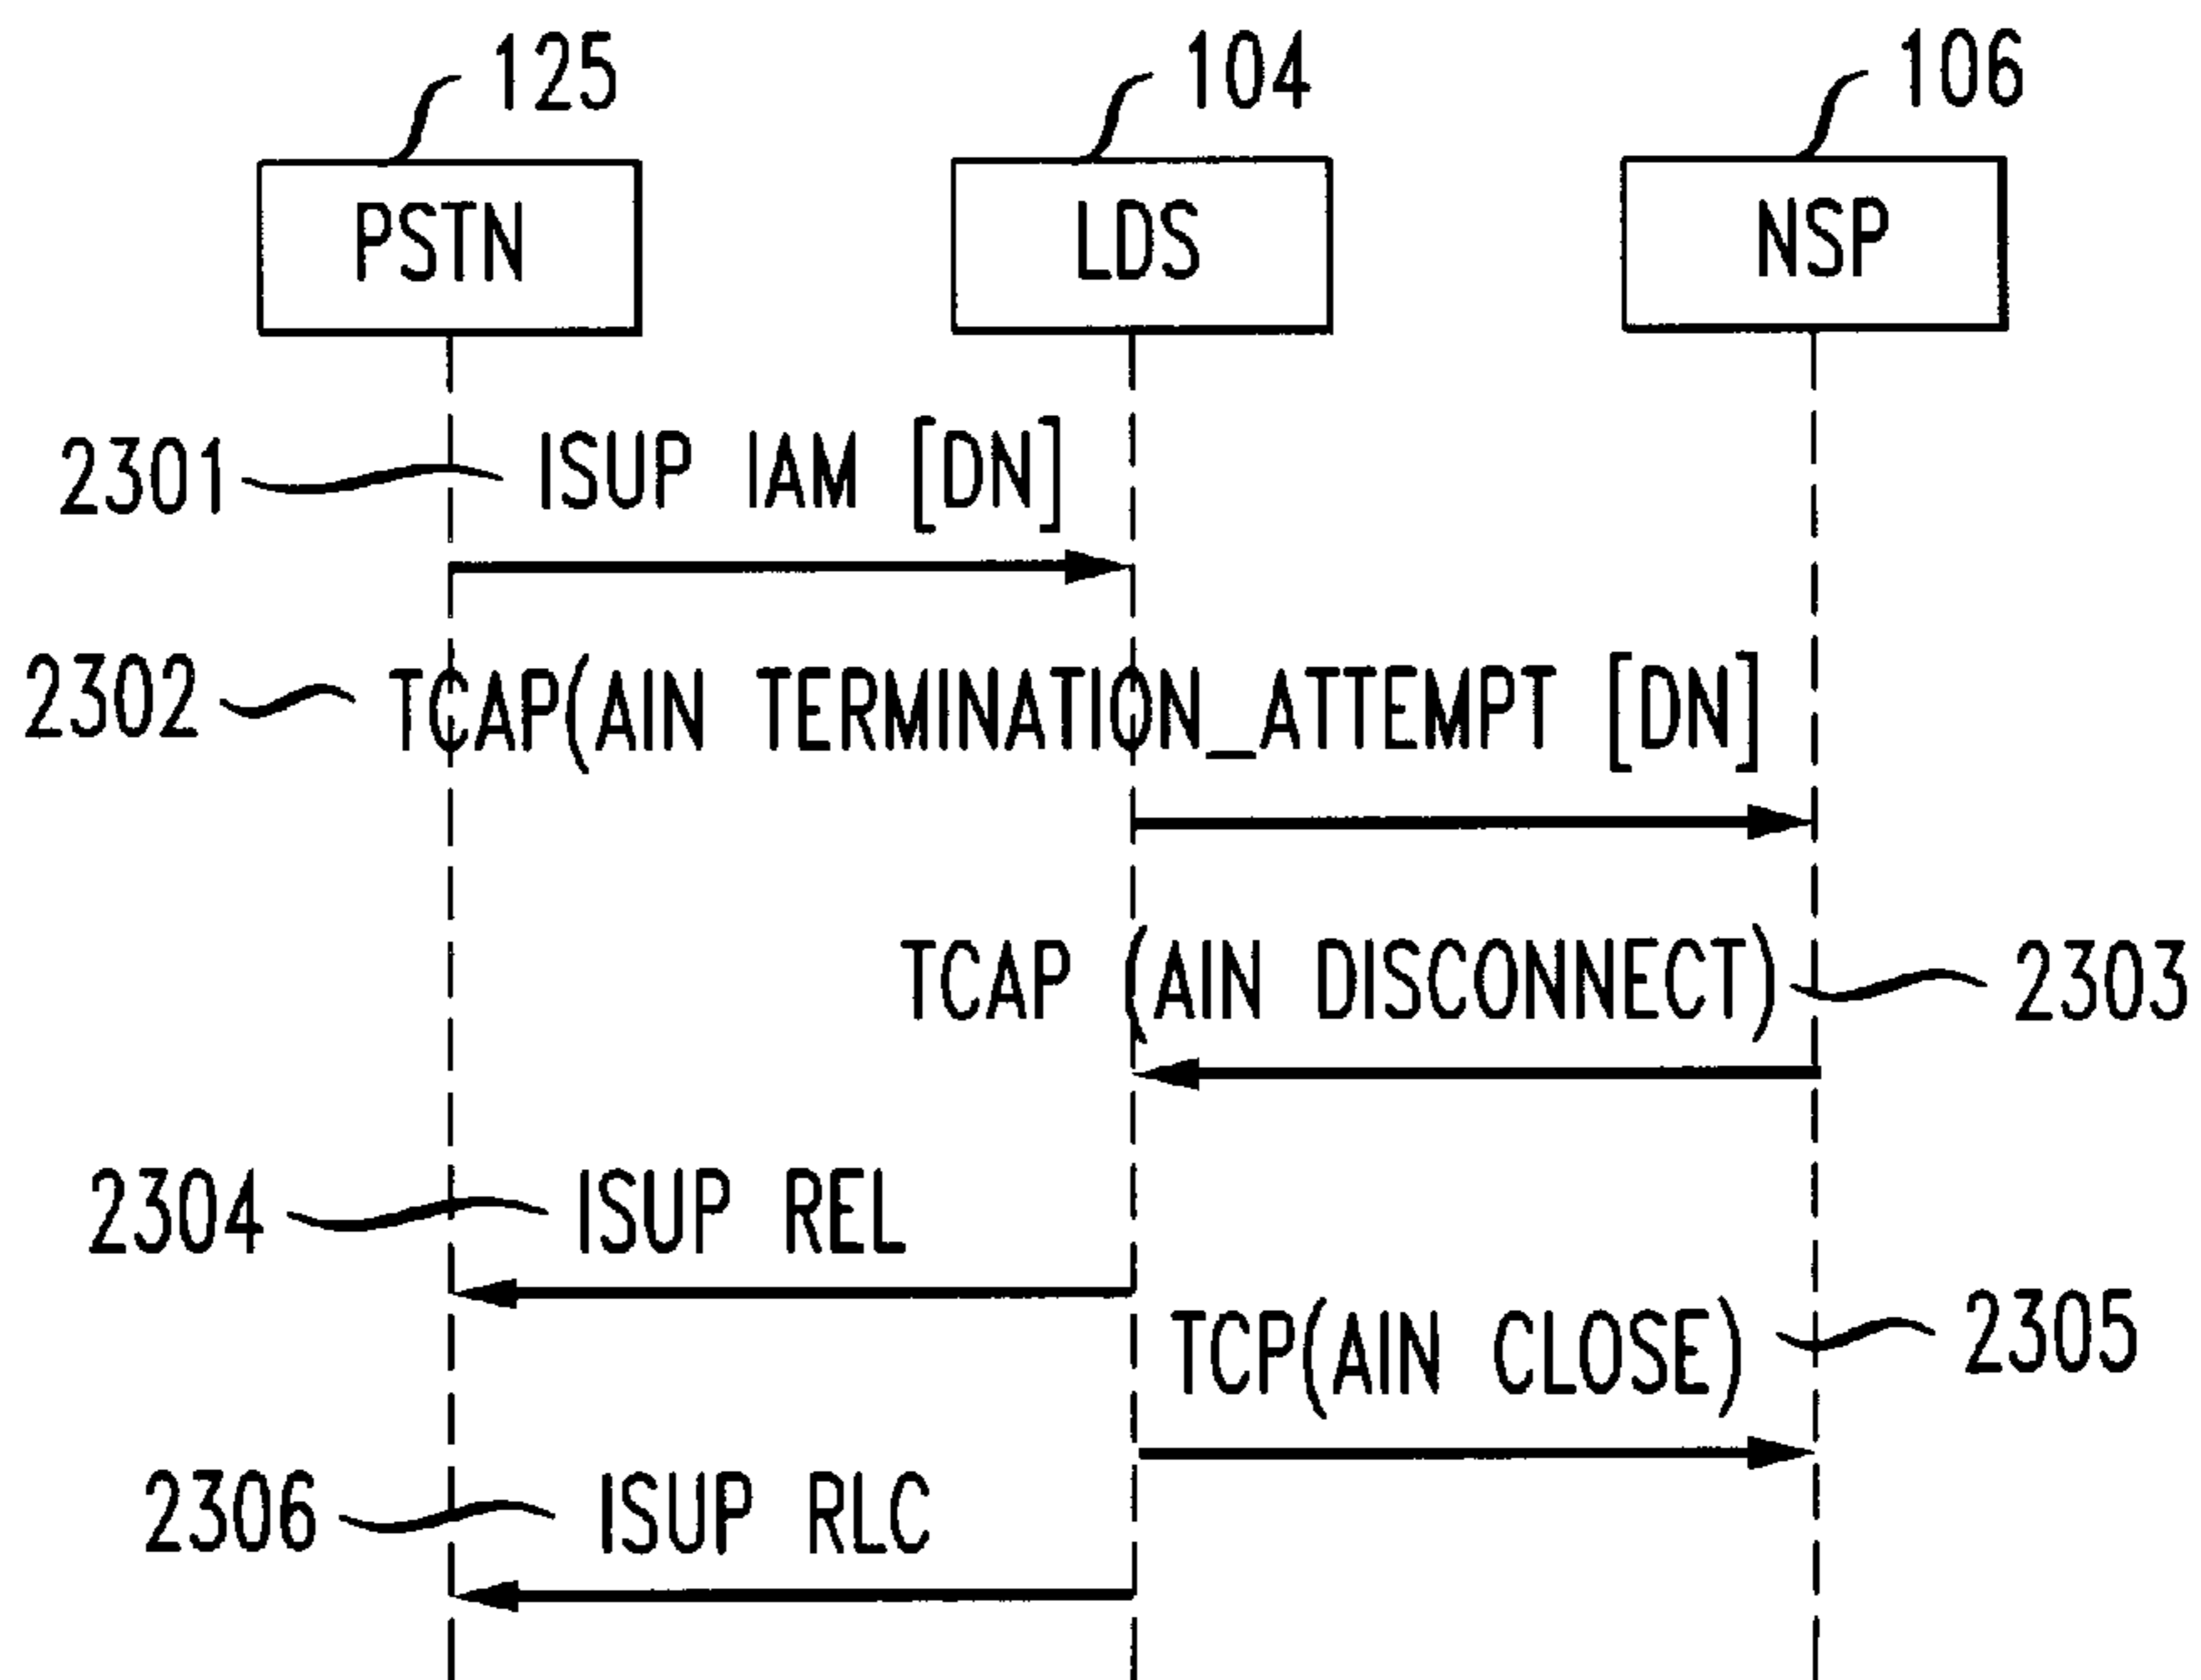 125
104
106
PSTN
LDS
NSP
2301
ISUP IAM [DN]
2302
TCAP(AIN TERMINATION_ATTEMPT [DN]
TCAP (AIN DISCONNECT)
2303
2304
ISUP REL
TCP(AIN CLOSE)
2305
2306
ISUP RLC